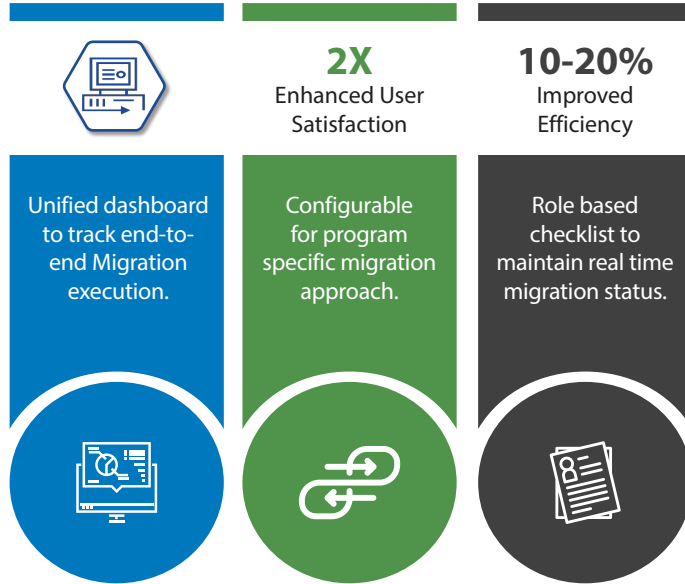 2X
Enhanced User
Satisfaction
10-20%
Improved
Efficiency
Unified dashboard
to track end-to-
end Migration
execution.
Configurable
for program
specific migration
approach.
Role based
checklist to
maintain real time
migration status.